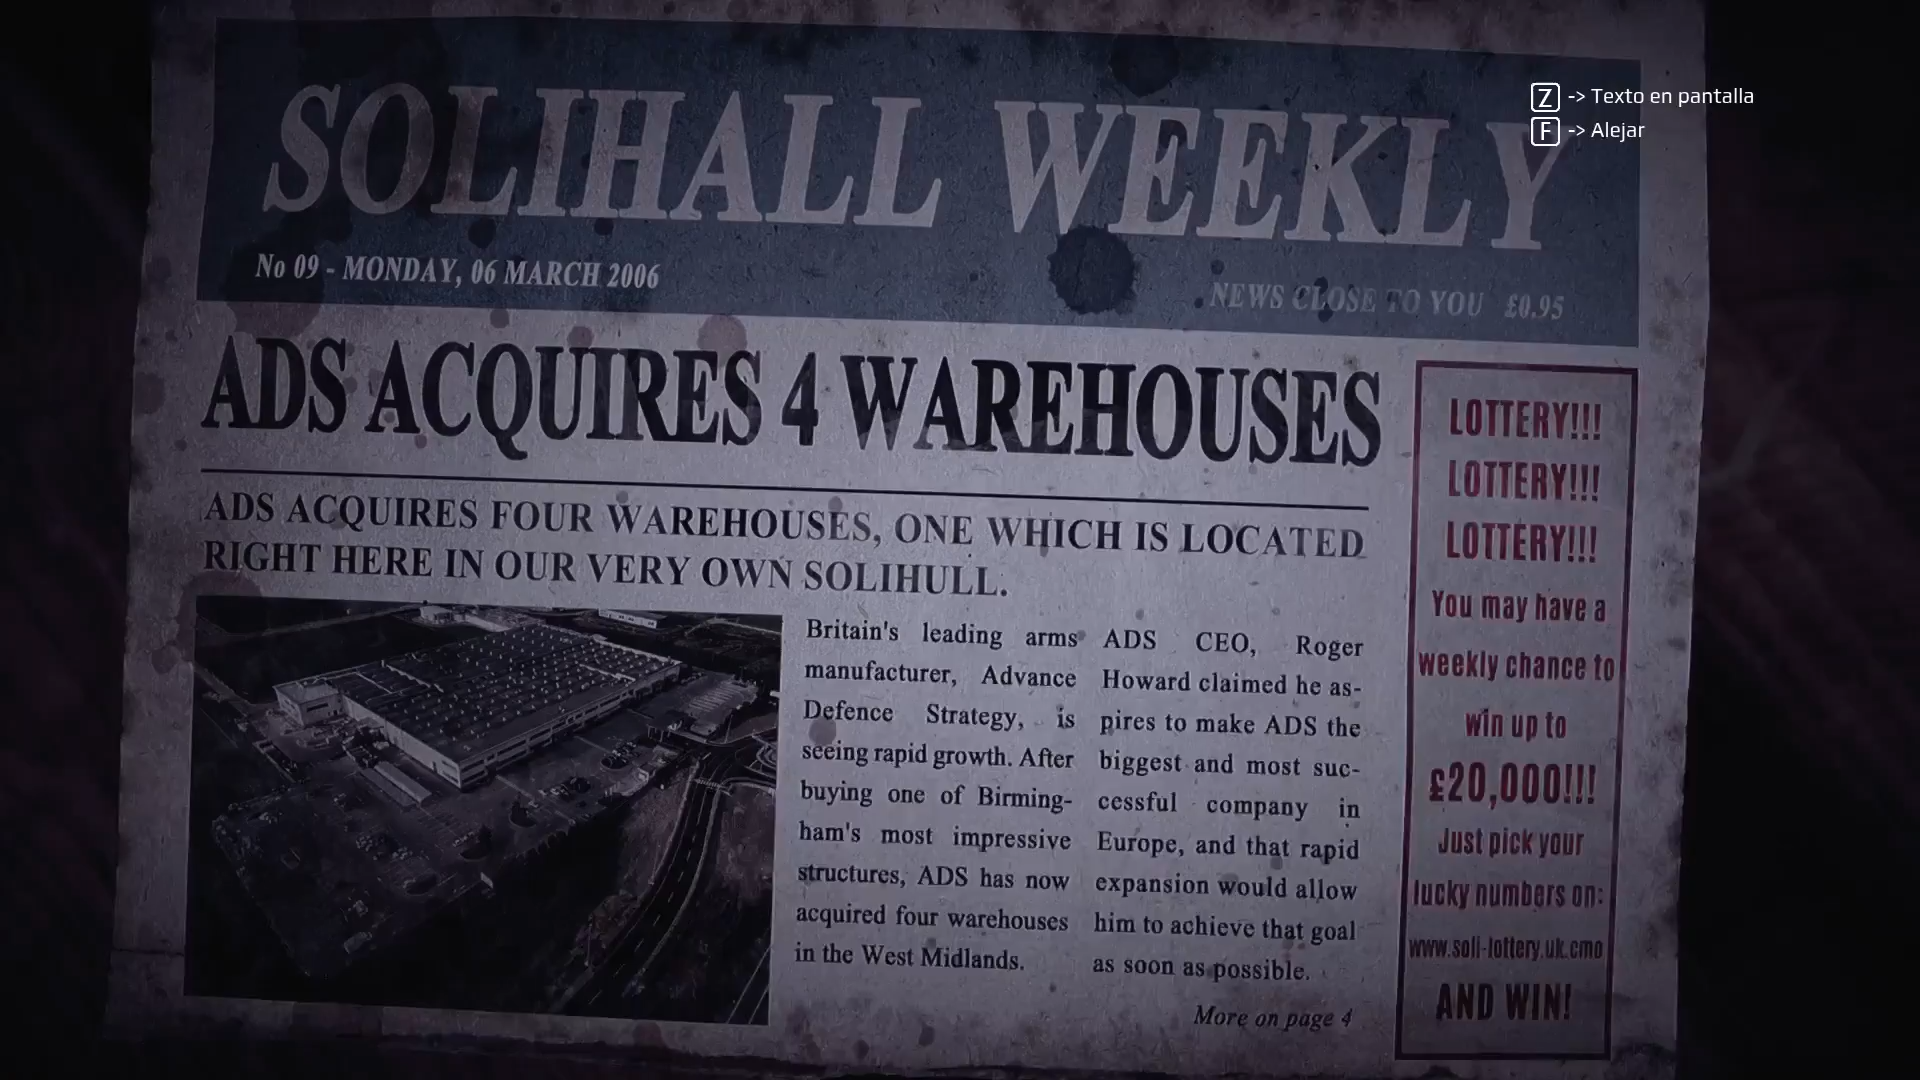 SOLIHALL WEEKLY
Z -> Texto en pantalla
F -> Alejar
No 09 - MONDAY, 06 MARCH 2006
NEWS CLOSE TO YOU £0.95
ADS ACQUIRES 4 WAREHOUSES
ADS ACQUIRES FOUR WAREHOUSES, ONE WHICH IS LOCATED
RIGHT HERE IN OUR VERY OWN SOLIHULL.
Britain's leading arms
manufacturer, Advance
Defence Strategy, is
seeing rapid growth. After
buying one of Birming-
ham's most impressive
structures, ADS has now
acquired four warehouses
in the West Midlands.
ADS CEO, Roger
Howard claimed he as-
pires to make ADS the
biggest and most suc-
cessful company in
Europe, and that rapid
expansion would allow
him to achieve that goal
as soon as possible.
More on page 4
LOTTERY!!!
LOTTERY!!!
LOTTERY!!!
You may have a
weekly chance to
win up to
£20,000!!!
Just pick your
lucky numbers on:
www.soli-lottery.uk.cmo
AND WIN!